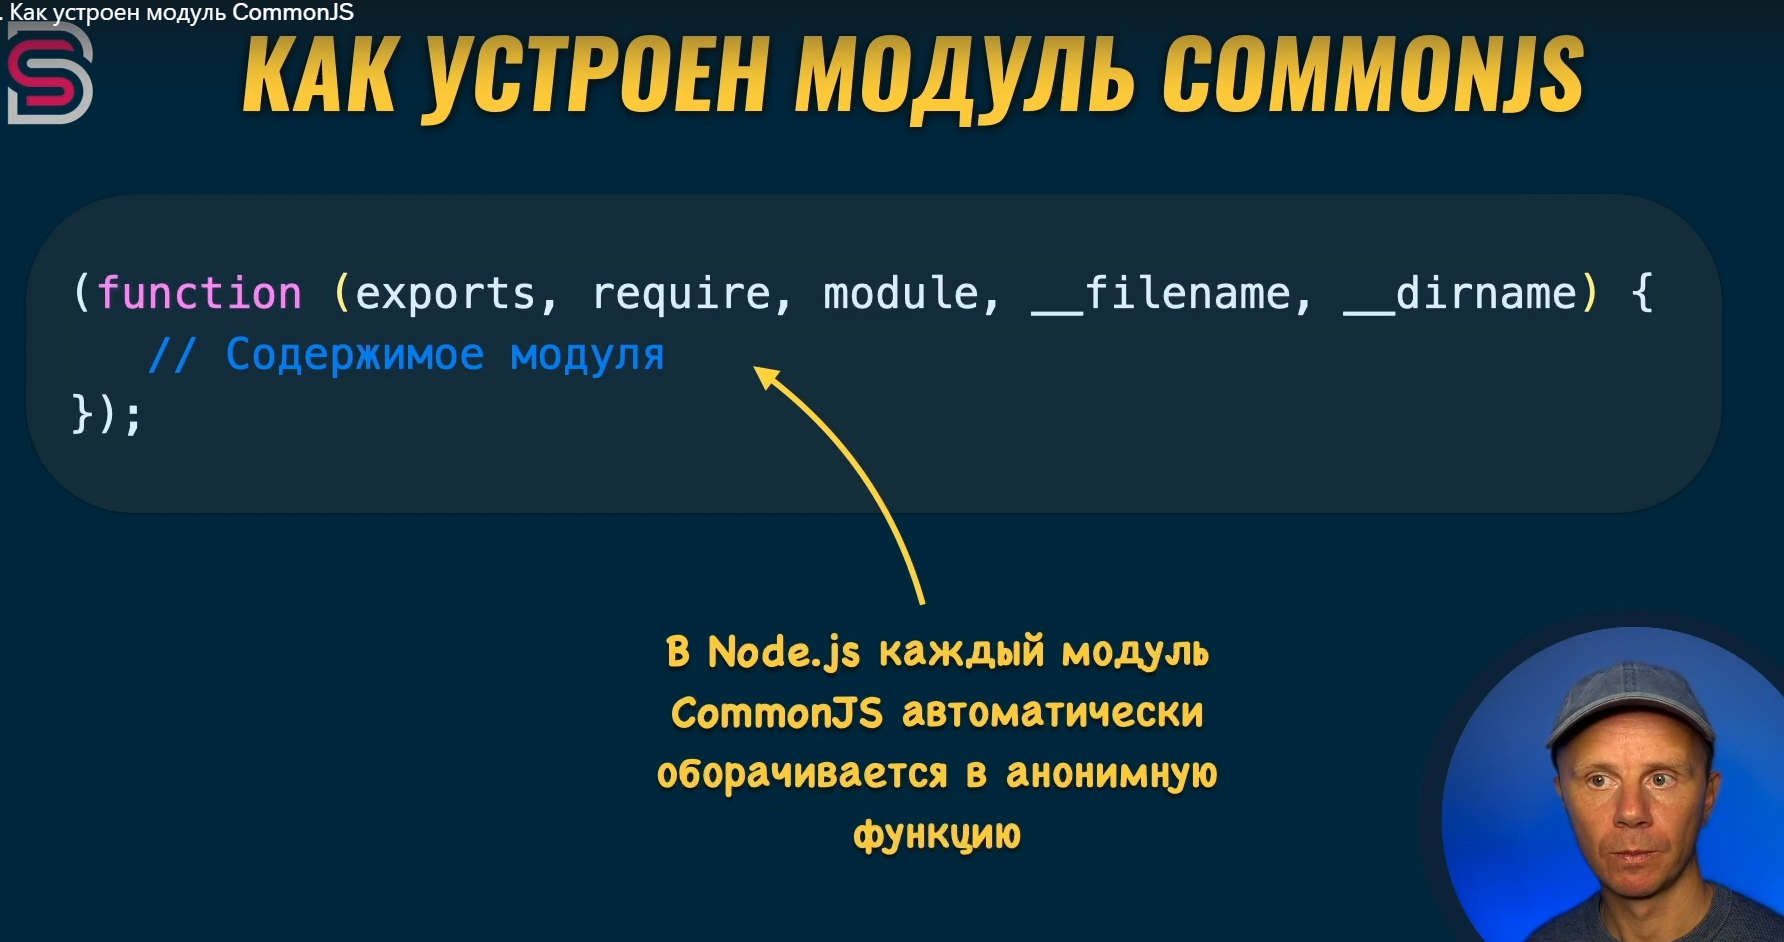 . Как устроен модуль CommonJS
КАК УСТРОЕН МОДУЛЬ COMMONJS
(function (exports, require, module, __filename, __dirname) {
// Содержимое модуля
});
В Node.js каждый модуль
CommonJS автоматически
оборачивается в анонимную
функцию